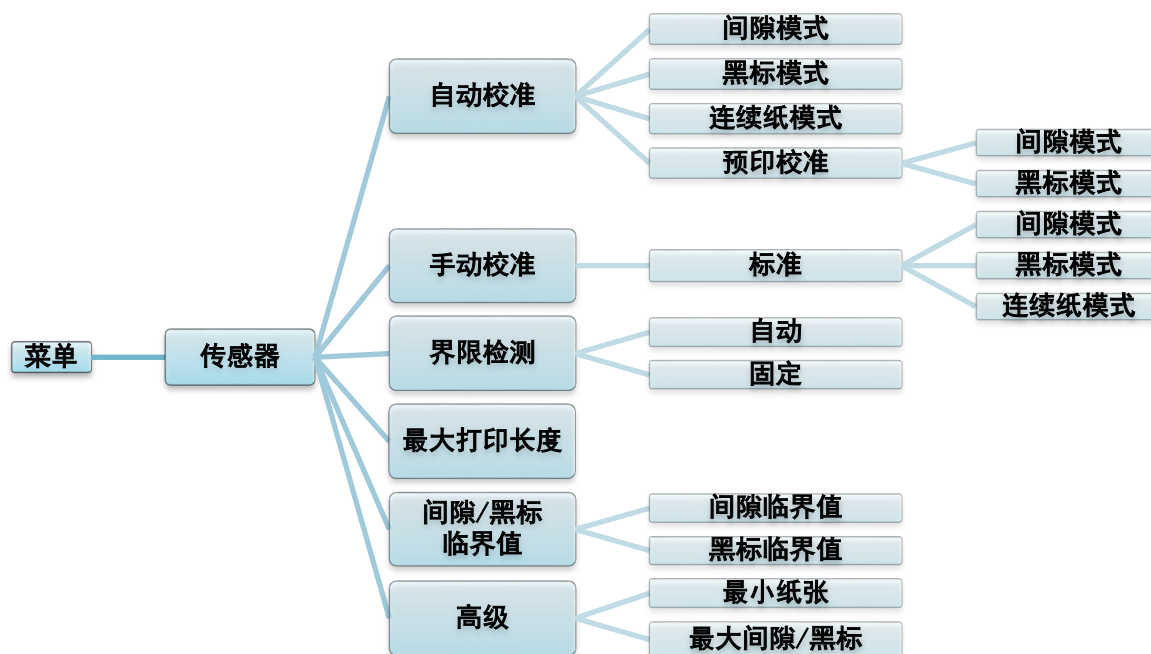 菜单
传感器
自动校准
间隙模式
黑标模式
连续纸模式
预印校准
间隙模式
黑标模式
手动校准
标准
间隙模式
黑标模式
连续纸模式
界限检测
自动
固定
最大打印长度
间隙/黑标
临界值
间隙临界值
黑标临界值
高级
最小纸张
最大间隙/黑标